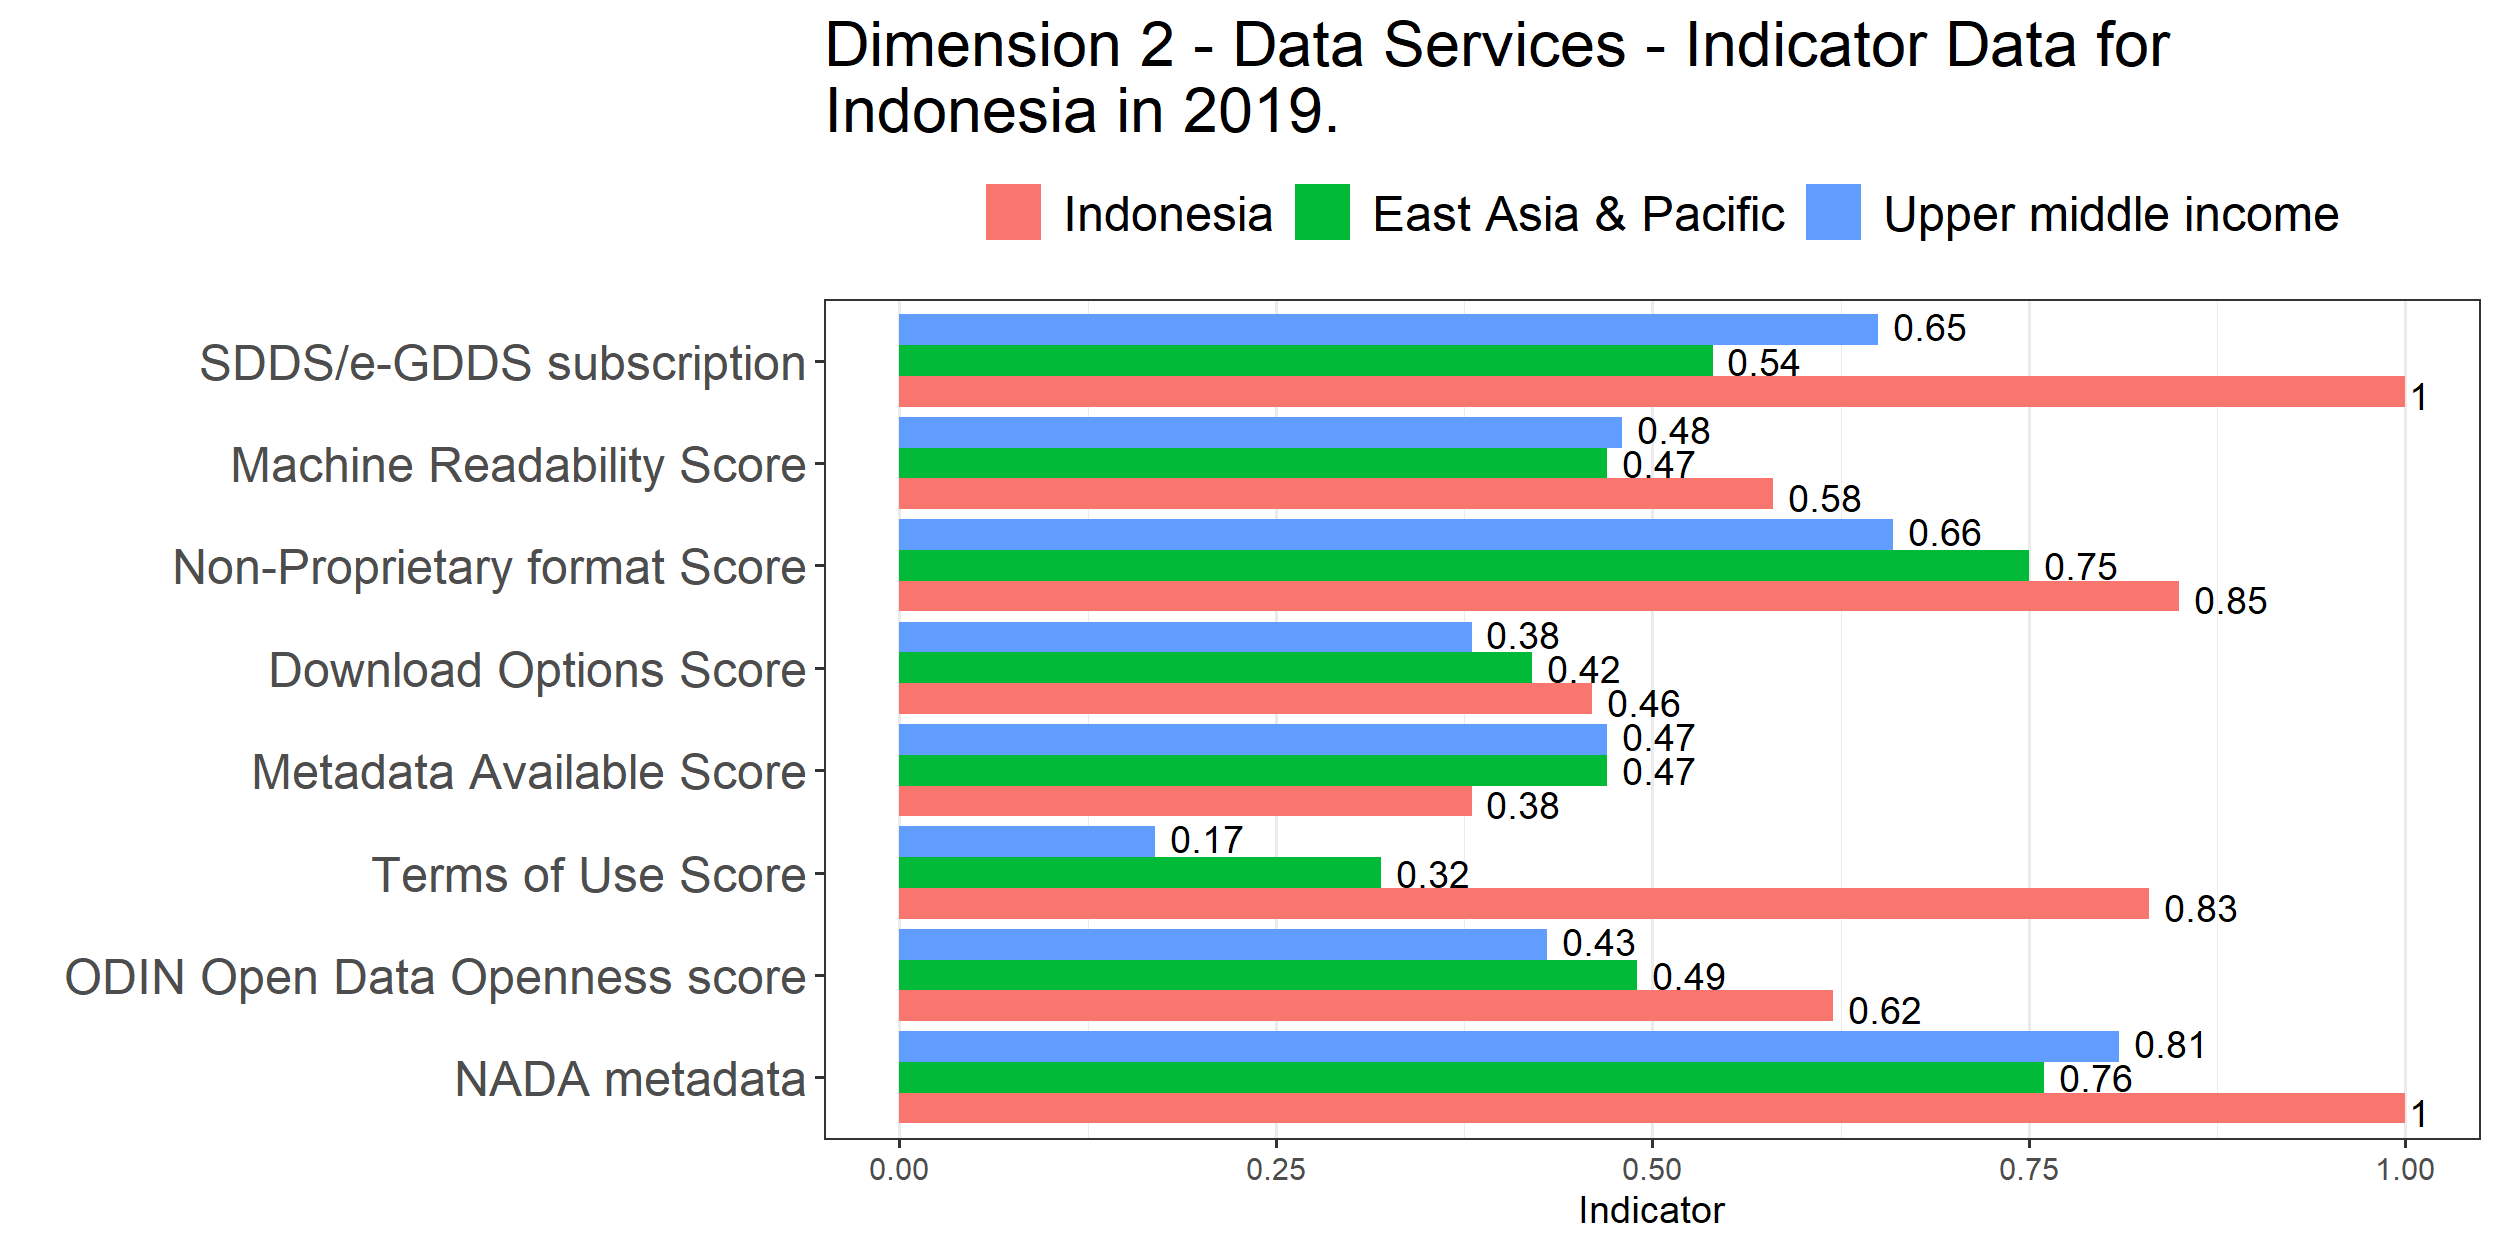 Dimension 2 - Data Services - Indicator Data for
Indonesia in 2019.
Indonesia East Asia & Pacific Upper middle income
SDDS/e-GDDS subscription
0.65
0.54
1
Machine Readability Score
0.48
0.47
0.58
Non-Proprietary format Score
0.66
0.75
0.85
Download Options Score
0.38
0.42
0.46
Metadata Available Score
0.47
0.47
0.38
Terms of Use Score
0.17
0.32
0.83
ODIN Open Data Openness score
0.43
0.49
0.62
NADA metadata
0.81
0.76
1
0.00 0.25 0.50 0.75 1.00
Indicator